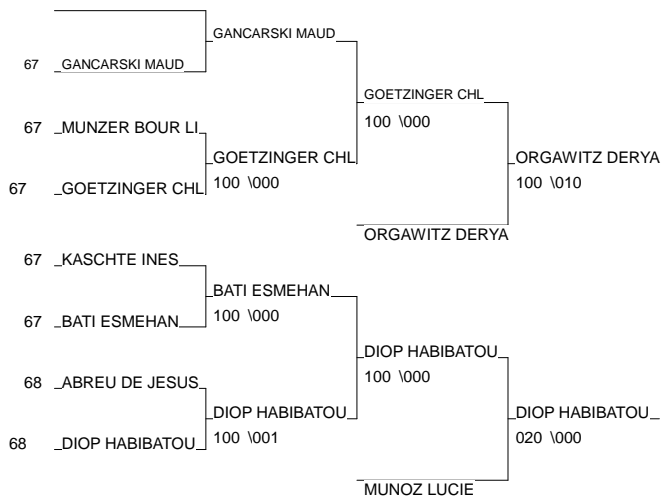 GANCARSKI MAUD
67 GANCARSKI MAUD
GOETZINGER CHL
100 \000
67 MUNZER BOUR LI
GOETZINGER CHL
100 \000
ORGAWITZ DERYA
100 \010
67 GOETZINGER CHL
ORGAWITZ DERYA
67 KASCHTE INES
BATI ESMEHAN
100 \000
67 BATI ESMEHAN
DIOP HABIBATOU
100 \000
68 ABREU DE JESUS
DIOP HABIBATOU
100 \001
DIOP HABIBATOU
020 \000
68 DIOP HABIBATOU
MUNOZ LUCIE